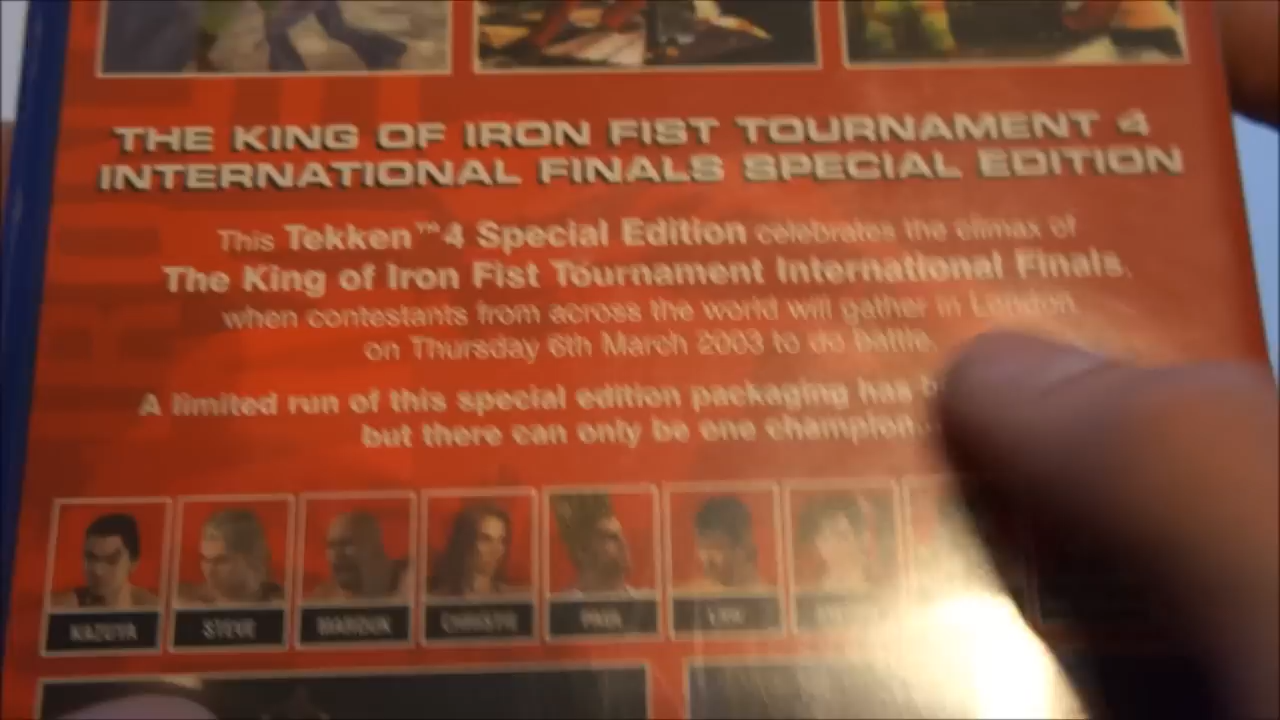 THE KING OF IRON FIST TOURNAMENT 4
INTERNATIONAL FINALS SPECIAL EDITION
This Tekken™4 Special Edition celebrates the climax of
The King of Iron Fist Tournament International Finals,
when contestants from across the world will gather in London
on Thursday 6th March 2003 to do battle.
A limited run of this special edition packaging has
but there can only be one champion...
KAZUYA STEVE MARDUK CHRISTIE PAUL LAW